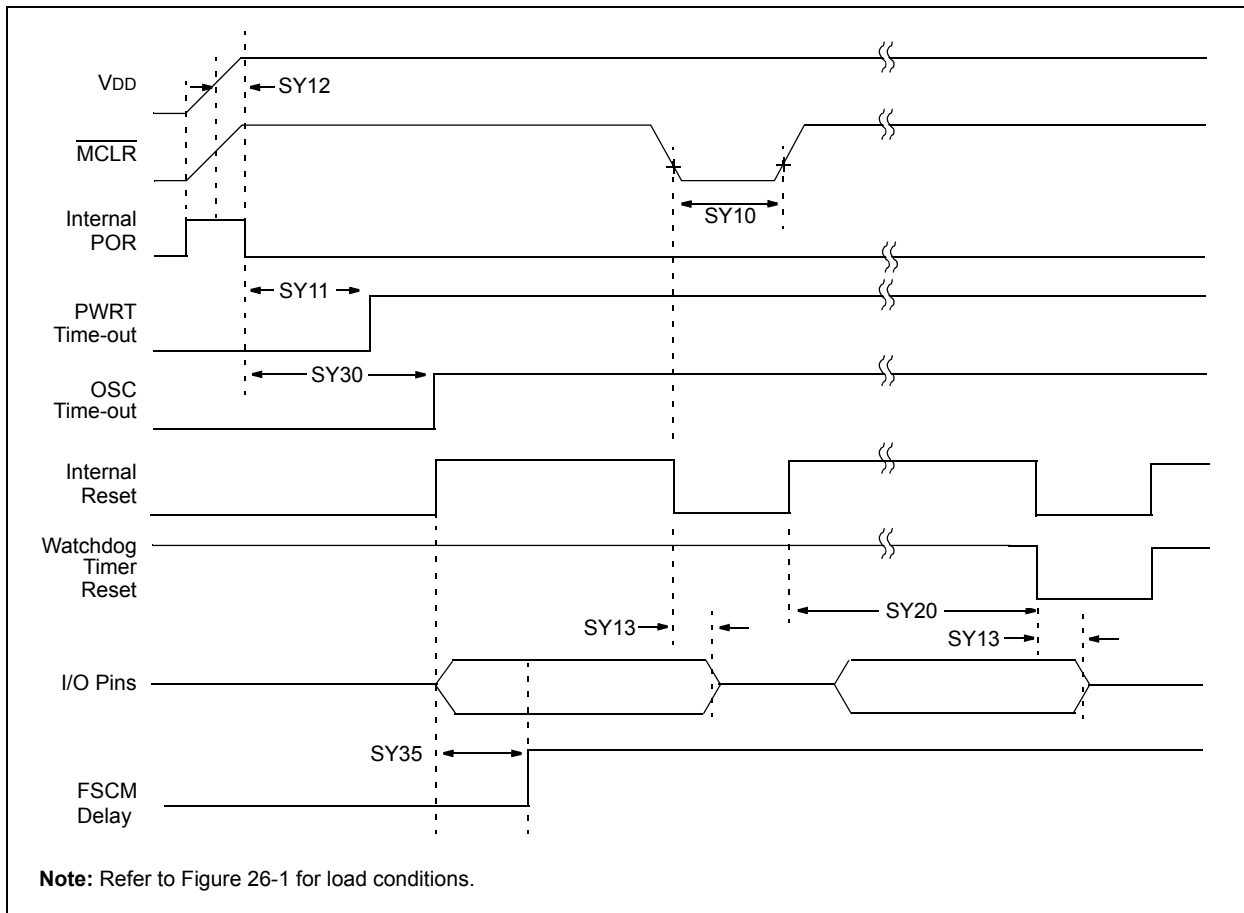 VDD
SY12
MCLR
SY10
Internal
POR
SY11
PWRT
Time-out
SY30
OSC
Time-out
Internal
Reset
Watchdog
Timer
Reset
SY20
SY13
SY13
I/O Pins
SY35
FSCM
Delay
Note: Refer to Figure 26-1 for load conditions.